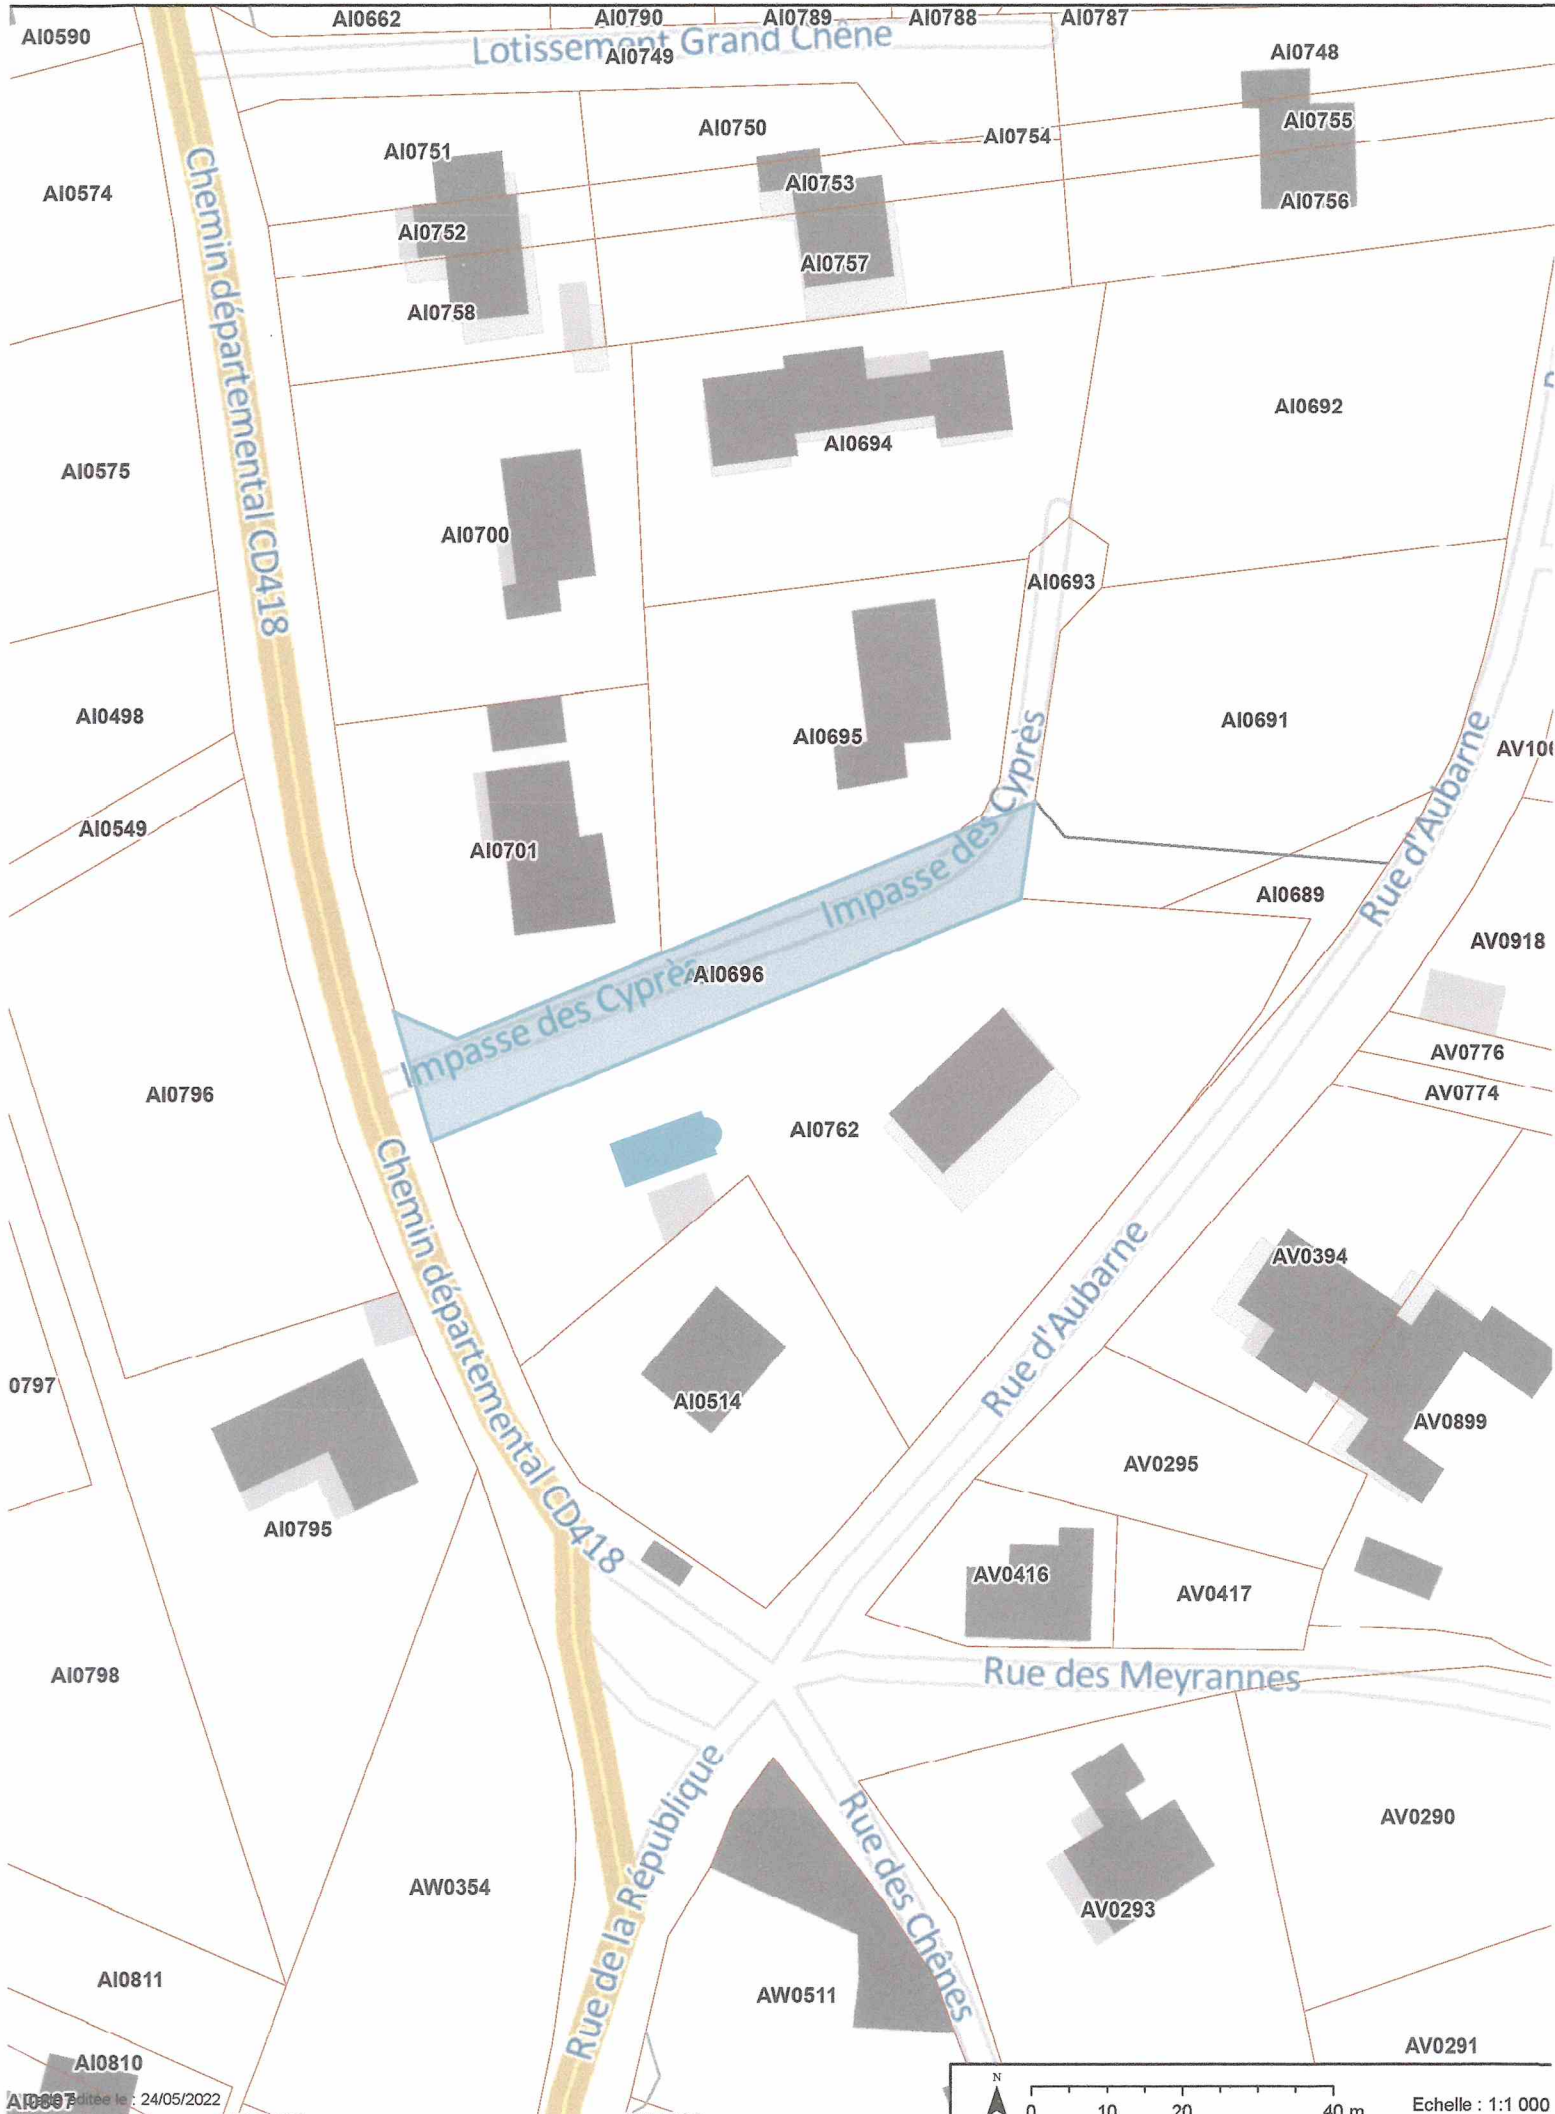 AI0662
AI0790
AI0789
AI0788
AI0787
AI0590
Lotissement Grand Chêne
AI0749
AI0748
AI0755
AI0750
AI0754
AI0751
AI0574
AI0753
AI0756
AI0752
AI0757
AI0758
Chemin départemental CD418
AI0692
AI0694
AI0575
AI0700
AI0693
AI0498
AI0691
AI0695
AV106
AI0549
AI0701
Impasse des Cyprès
Rue d'Aubarne
AI0689
Impasse des
AV0918
AI0696
Impasse des Cyprès
AV0776
AI0796
AV0774
AI0762
Chemin départemental CD418
AV0394
Rue d'Aubarne
0797
AI0514
AV0899
AV0295
AI0795
AV0416
AV0417
AI0798
Rue des Meyrannes
AV0290
Rue de la République
Rue des Chênes
AW0354
AV0293
AI0811
AW0511
AV0291
AI0810
AI0807
éditée le : 24/05/2022
N
0 10 20 40 m
Echelle : 1:1 000